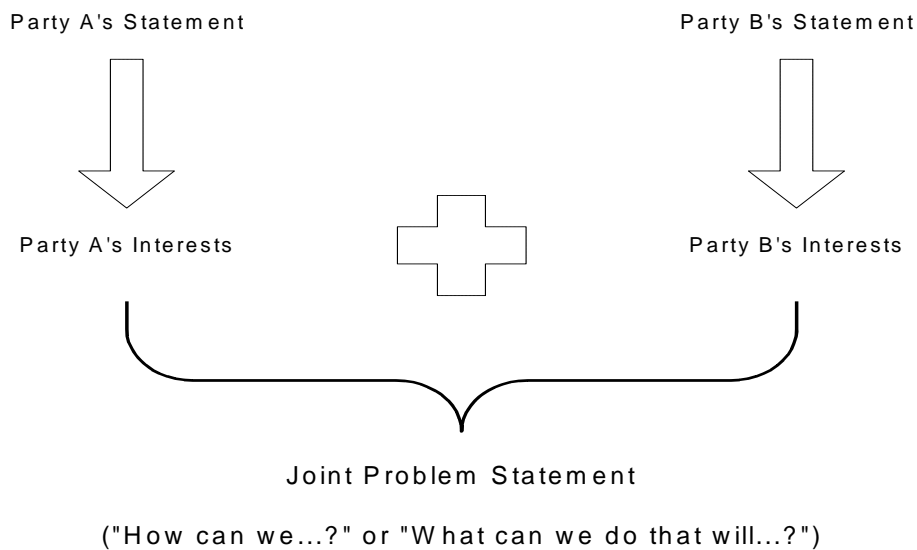 Party A's Statement
Party B's Statement
Party A's Interests
Party B's Interests
Joint Problem Statement
("How can we...?" or "What can we do that will...?")